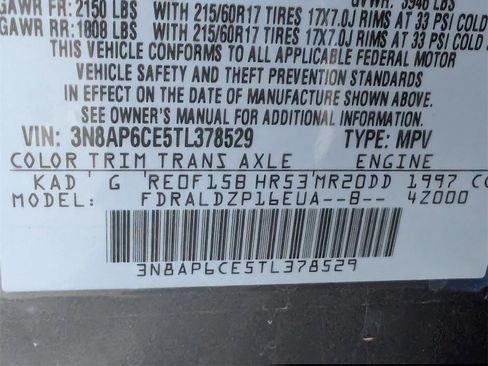 GVWR: 3946 LBS
GAWR FR: 2150 LBS WITH 215/60R17 TIRES 17X7.0J RIMS AT 33 PSI COLD
GAWR RR: 1808 LBS WITH 215/60R17 TIRES 17X7.0J RIMS AT 33 PSI COLD
THIS VEHICLE CONFORMS TO ALL APPLICABLE FEDERAL MOTOR
VEHICLE SAFETY AND THEFT PREVENTION STANDARDS
IN EFFECT ON THE DATE OF MANUFACTURE SHOWN ABOVE.
SEE OWNER'S MANUAL FOR ADDITIONAL INFORMATION.
VIN: 3N8AP6CE5TL378529 TYPE: MPV
COLOR TRIM TRANS AXLE ENGINE
KAD G RE0F15B HR53 MR20DD 1997 CC
MODEL: FDRALDZP16EUA--B-- 4Z000
3N8AP6CE5TL378529